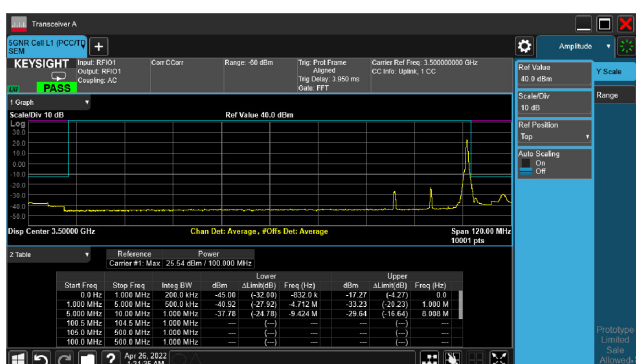 Transceiver A
5GNR Cell L1 (PCC/TD
SEM
+
Amplitude
KEYSIGHT
Input: RFIO1
Output: RFIO1
Coupling: AC
Corr CCorr
Range: -60 dBm
Trig: Prot Frame
Aligned
Trig Delay: 3.950 ms
Gate: FFT
Carrier Ref Freq: 3.500000000 GHz
CC Info: Uplink, 1 CC
PASS
Ref Value
40.0 dBm
Y Scale
1 Graph
Scale/Div 10 dB
Ref Value 40.0 dBm
Scale/Div
10 dB
Range
Log
30.0
20.0
10.0
0.00
-10.0
-20.0
-30.0
-40.0
-50.0
Ref Position
Top
Auto Scaling
On
Off
Disp Center 3.50000 GHz
Chan Det: Average, #Offs Det: Average
Span 120.00 MHz
10001 pts
2 Table
Reference Power
Carrier #1: Max 25.54 dBm / 100.000 MHz
Lower Upper
Start Freq Stop Freq Integ BW dBm ΔLimit(dB) Freq (Hz) dBm ΔLimit(dB) Freq (Hz)
0.0 Hz 1.000 MHz 200.0 kHz -45.00 (-32.00) -832.0 k -17.27 (-4.27) 0.0
1.000 MHz 5.000 MHz 1.000 MHz -40.92 (-27.92) -4.712 M -33.23 (-20.23) 1.000 M
5.000 MHz 10.00 MHz 1.000 MHz -37.78 (-24.78) -9.424 M -29.64 (-16.64) 8.008 M
100.5 MHz 104.5 MHz 1.000 MHz --- (---) --- --- (---) ---
105.0 MHz 500.0 MHz 1.000 MHz --- (---) --- --- (---) ---
100.0 MHz 500.0 MHz 1.000 MHz --- (---) --- --- (---) ---
Prototype
Limited
Sale
Allowed
Apr 26, 2022